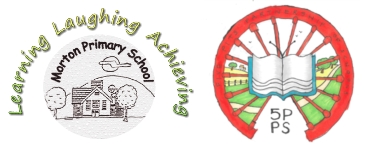 Learning Laughing Achieving
Morton Primary School
5P
PS